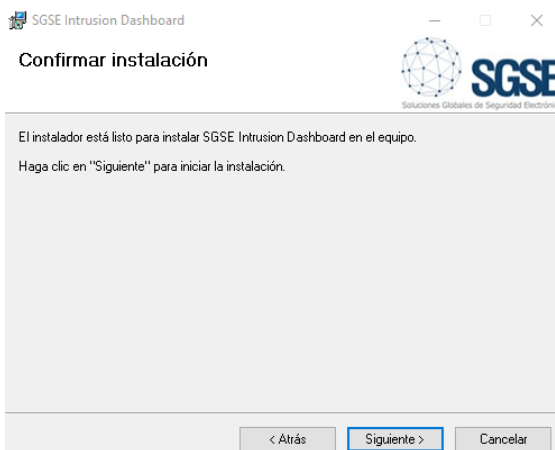 SGSE Intrusion Dashboard
Confirmar instalación
SGSE
Soluciones Globales de Seguridad
El instalador está listo para instalar SGSE Intrusion Dashboard en el equipo.
Haga clic en "Siguiente" para iniciar la instalación.
< Atrás
Siguiente >
Cancelar